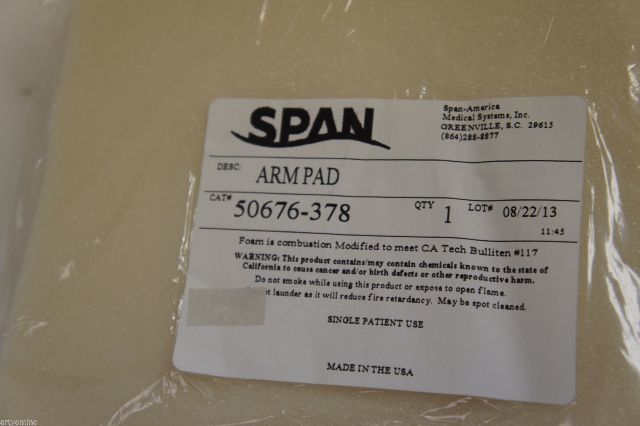 SPAN
Span-America
Medical Systems, Inc.
GREENVILLE, S.C. 29615
(864)288-8877
DESC: ARM PAD
CAT# 50676-378 QTY 1 LOT# 08/22/13
11:45
Foam is combustion Modified to meet CA Tech Bulliten #117
WARNING: This product contains/may contain chemicals known to the state of
California to cause cancer and/or birth defects or other reproductive harm.
Do not smoke while using this product or expose to open flame.
launder as it will reduce fire retardancy. May be spot cleaned.
SINGLE PATIENT USE
MADE IN THE USA
artyominc